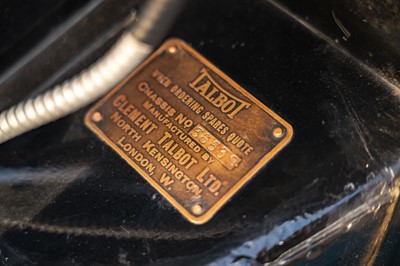 TALBOT
WHEN ORDERING SPARES QUOTE
CHASSIS NO
MANUFACTURED BY
CLEMENT TALBOT LTD.
NORTH KENSINGTON,
LONDON, W.